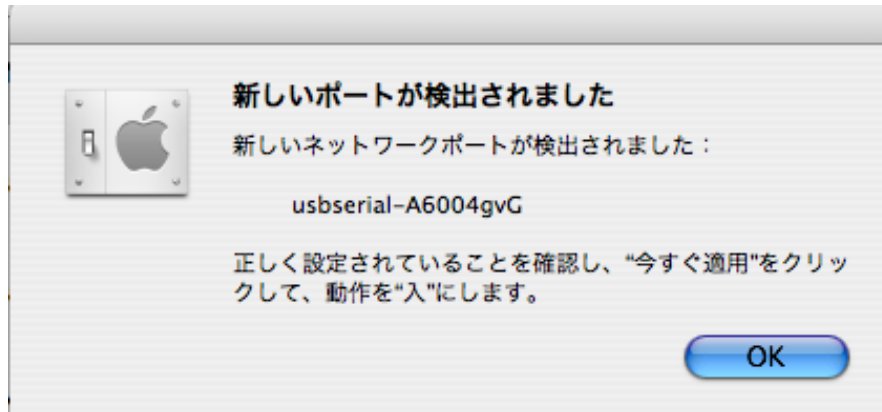 新しいポートが検出されました
新しいネットワークポートが検出されました：
usbserial-A6004gvG
正しく設定されていることを確認し、“今すぐ適用”をクリッ
クして、動作を“入”にします。
OK